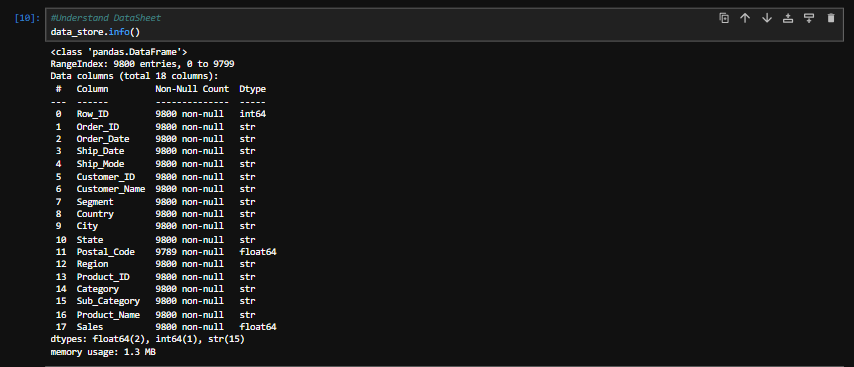 [10]: #Understand DataSheet
data_store.info()
<class 'pandas.DataFrame'>
RangeIndex: 9800 entries, 0 to 9799
Data columns (total 18 columns):
 #   Column         Non-Null Count  Dtype
---  ------         --------------  -----
 0   Row_ID         9800 non-null   int64
 1   Order_ID       9800 non-null   str
 2   Order_Date     9800 non-null   str
 3   Ship_Date      9800 non-null   str
 4   Ship_Mode      9800 non-null   str
 5   Customer_ID    9800 non-null   str
 6   Customer_Name  9800 non-null   str
 7   Segment        9800 non-null   str
 8   Country        9800 non-null   str
 9   City           9800 non-null   str
 10  State          9800 non-null   str
 11  Postal_Code    9789 non-null   float64
 12  Region         9800 non-null   str
 13  Product_ID     9800 non-null   str
 14  Category       9800 non-null   str
 15  Sub_Category   9800 non-null   str
 16  Product_Name   9800 non-null   str
 17  Sales          9800 non-null   float64
dtypes: float64(2), int64(1), str(15)
memory usage: 1.3 MB